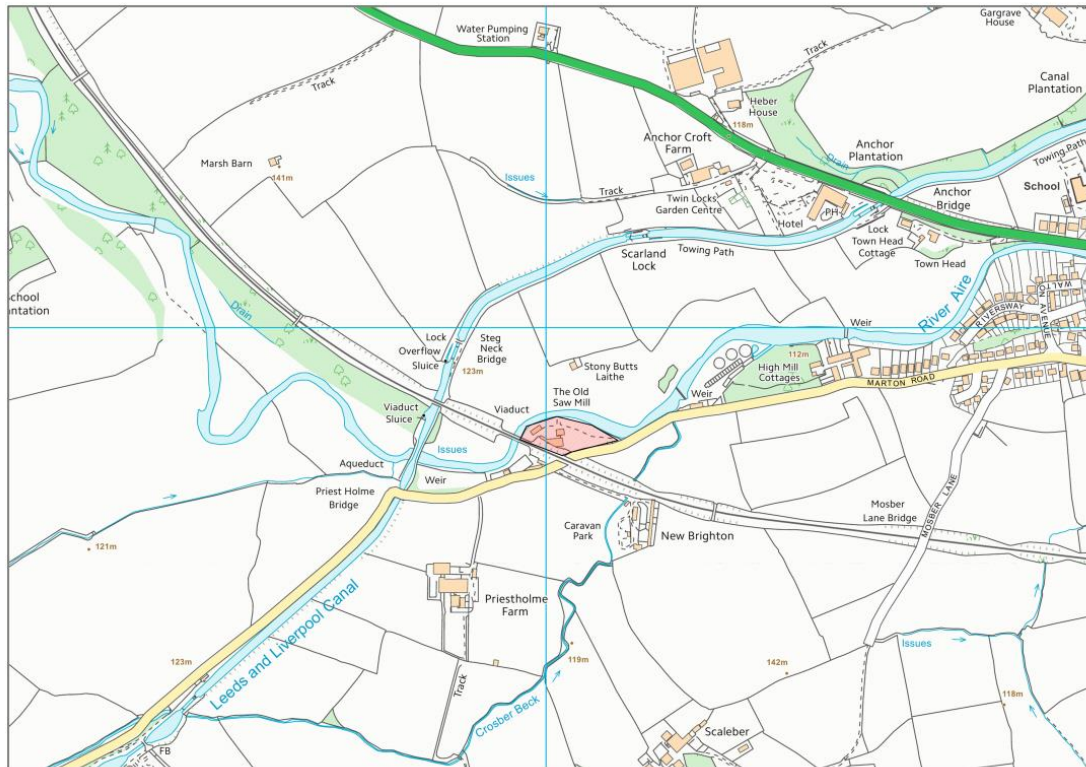 Gargrave
House
Water Pumping
Station
Track
Track
Canal
Plantation
Heber
House
118m
Anchor Croft
Farm
Anchor
Plantation
Drain
Towing Path
Marsh Barn
141m
Issues
Track
School
Anchor
Bridge
Twin Locks
Garden Centre
Hotel
PH
Lock
Town Head
Cottage
Town Head
Scarland
Lock
Towing Path
River Aire
WALTON AVENUE
RIVERSWAY
chool
antation
Drain
Lock
Overflow
Sluice
Steg
Neck
Bridge
123m
Weir
112m
High Mill
Cottages
MARTON ROAD
Stony Butts
Laithe
The Old
Saw Mill
Weir
Viaduct
Viaduct
Sluice
Issues
Aqueduct
Weir
Priest Holme
Bridge
Mosber
Lane Bridge
MOSBER LANE
Caravan
Park
New Brighton
121m
Priestholme
Farm
Leeds and Liverpool Canal
123m
119m
142m
Issues
118m
Track
Crosber Beck
Scaleber
FB